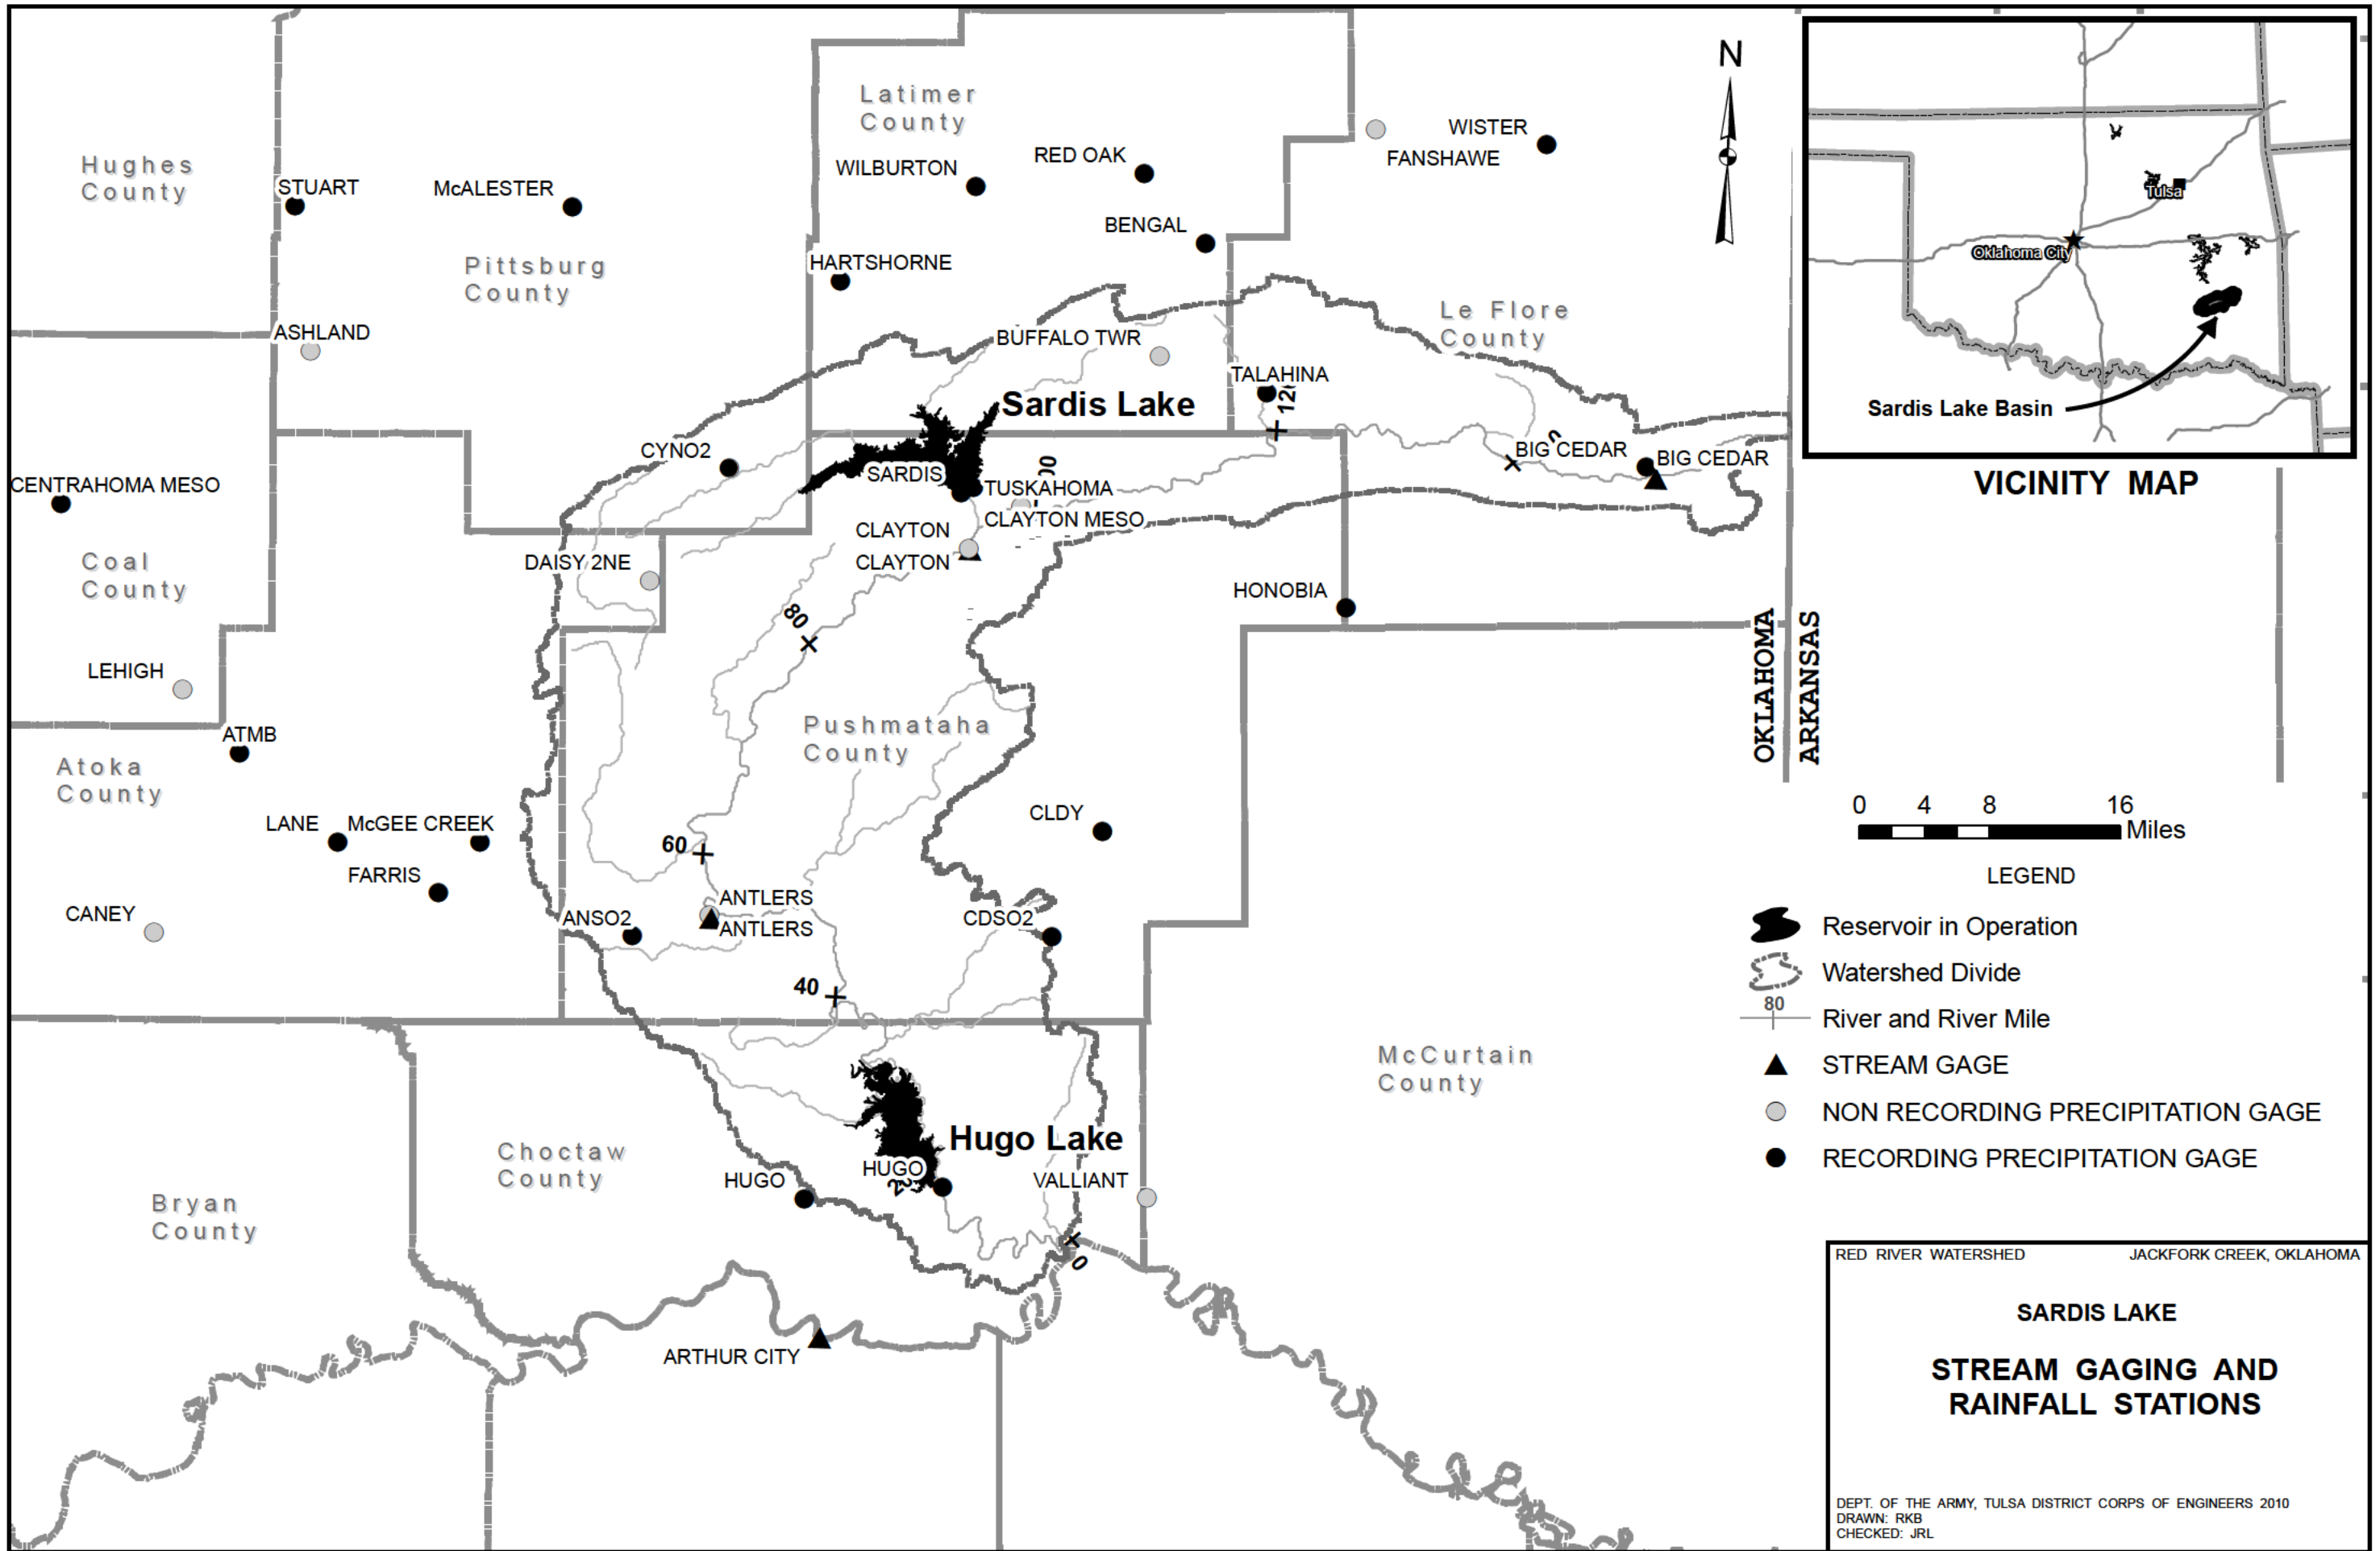 N
Latimer
County
WISTER
FANSHAWE
RED OAK
WILBURTON
Hughes
County
STUART
McALESTER
BENGAL
HARTSHORNE
Pittsburg
County
Le Flore
County
ASHLAND
BUFFALO TWR
TALAHINA
Sardis Lake
CYNO2
BIG CEDAR
BIG CEDAR
SARDIS
CENTRAHOMA MESO
TUSKAHOMA
CLAYTON MESO
CLAYTON
CLAYTON
DAISY 2NE
Coal
County
HONOBIA
80
OKLAHOMA
ARKANSAS
LEHIGH
Pushmataha
County
ATMB
Atoka
County
LANE
McGEE CREEK
CLDY
60
FARRIS
ANTLERS
ANTLERS
CANEY
ANSO2
CDSO2
40
McCurtain
County
Hugo Lake
Choctaw
County
HUGO
HUGO
VALLIANT
Bryan
County
0
ARTHUR CITY
Tulsa
Oklahoma City
Sardis Lake Basin
VICINITY MAP
0 4 8 16
Miles
LEGEND
Reservoir in Operation
Watershed Divide
80
River and River Mile
STREAM GAGE
NON RECORDING PRECIPITATION GAGE
RECORDING PRECIPITATION GAGE
RED RIVER WATERSHED JACKFORK CREEK, OKLAHOMA
SARDIS LAKE
STREAM GAGING AND
RAINFALL STATIONS
DEPT. OF THE ARMY, TULSA DISTRICT CORPS OF ENGINEERS 2010
DRAWN: RKB
CHECKED: JRL